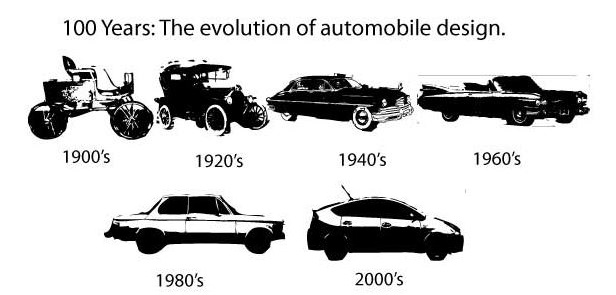 100 Years: The evolution of automobile design.
1900's
1920's
1940's
1960's
1980's
2000's